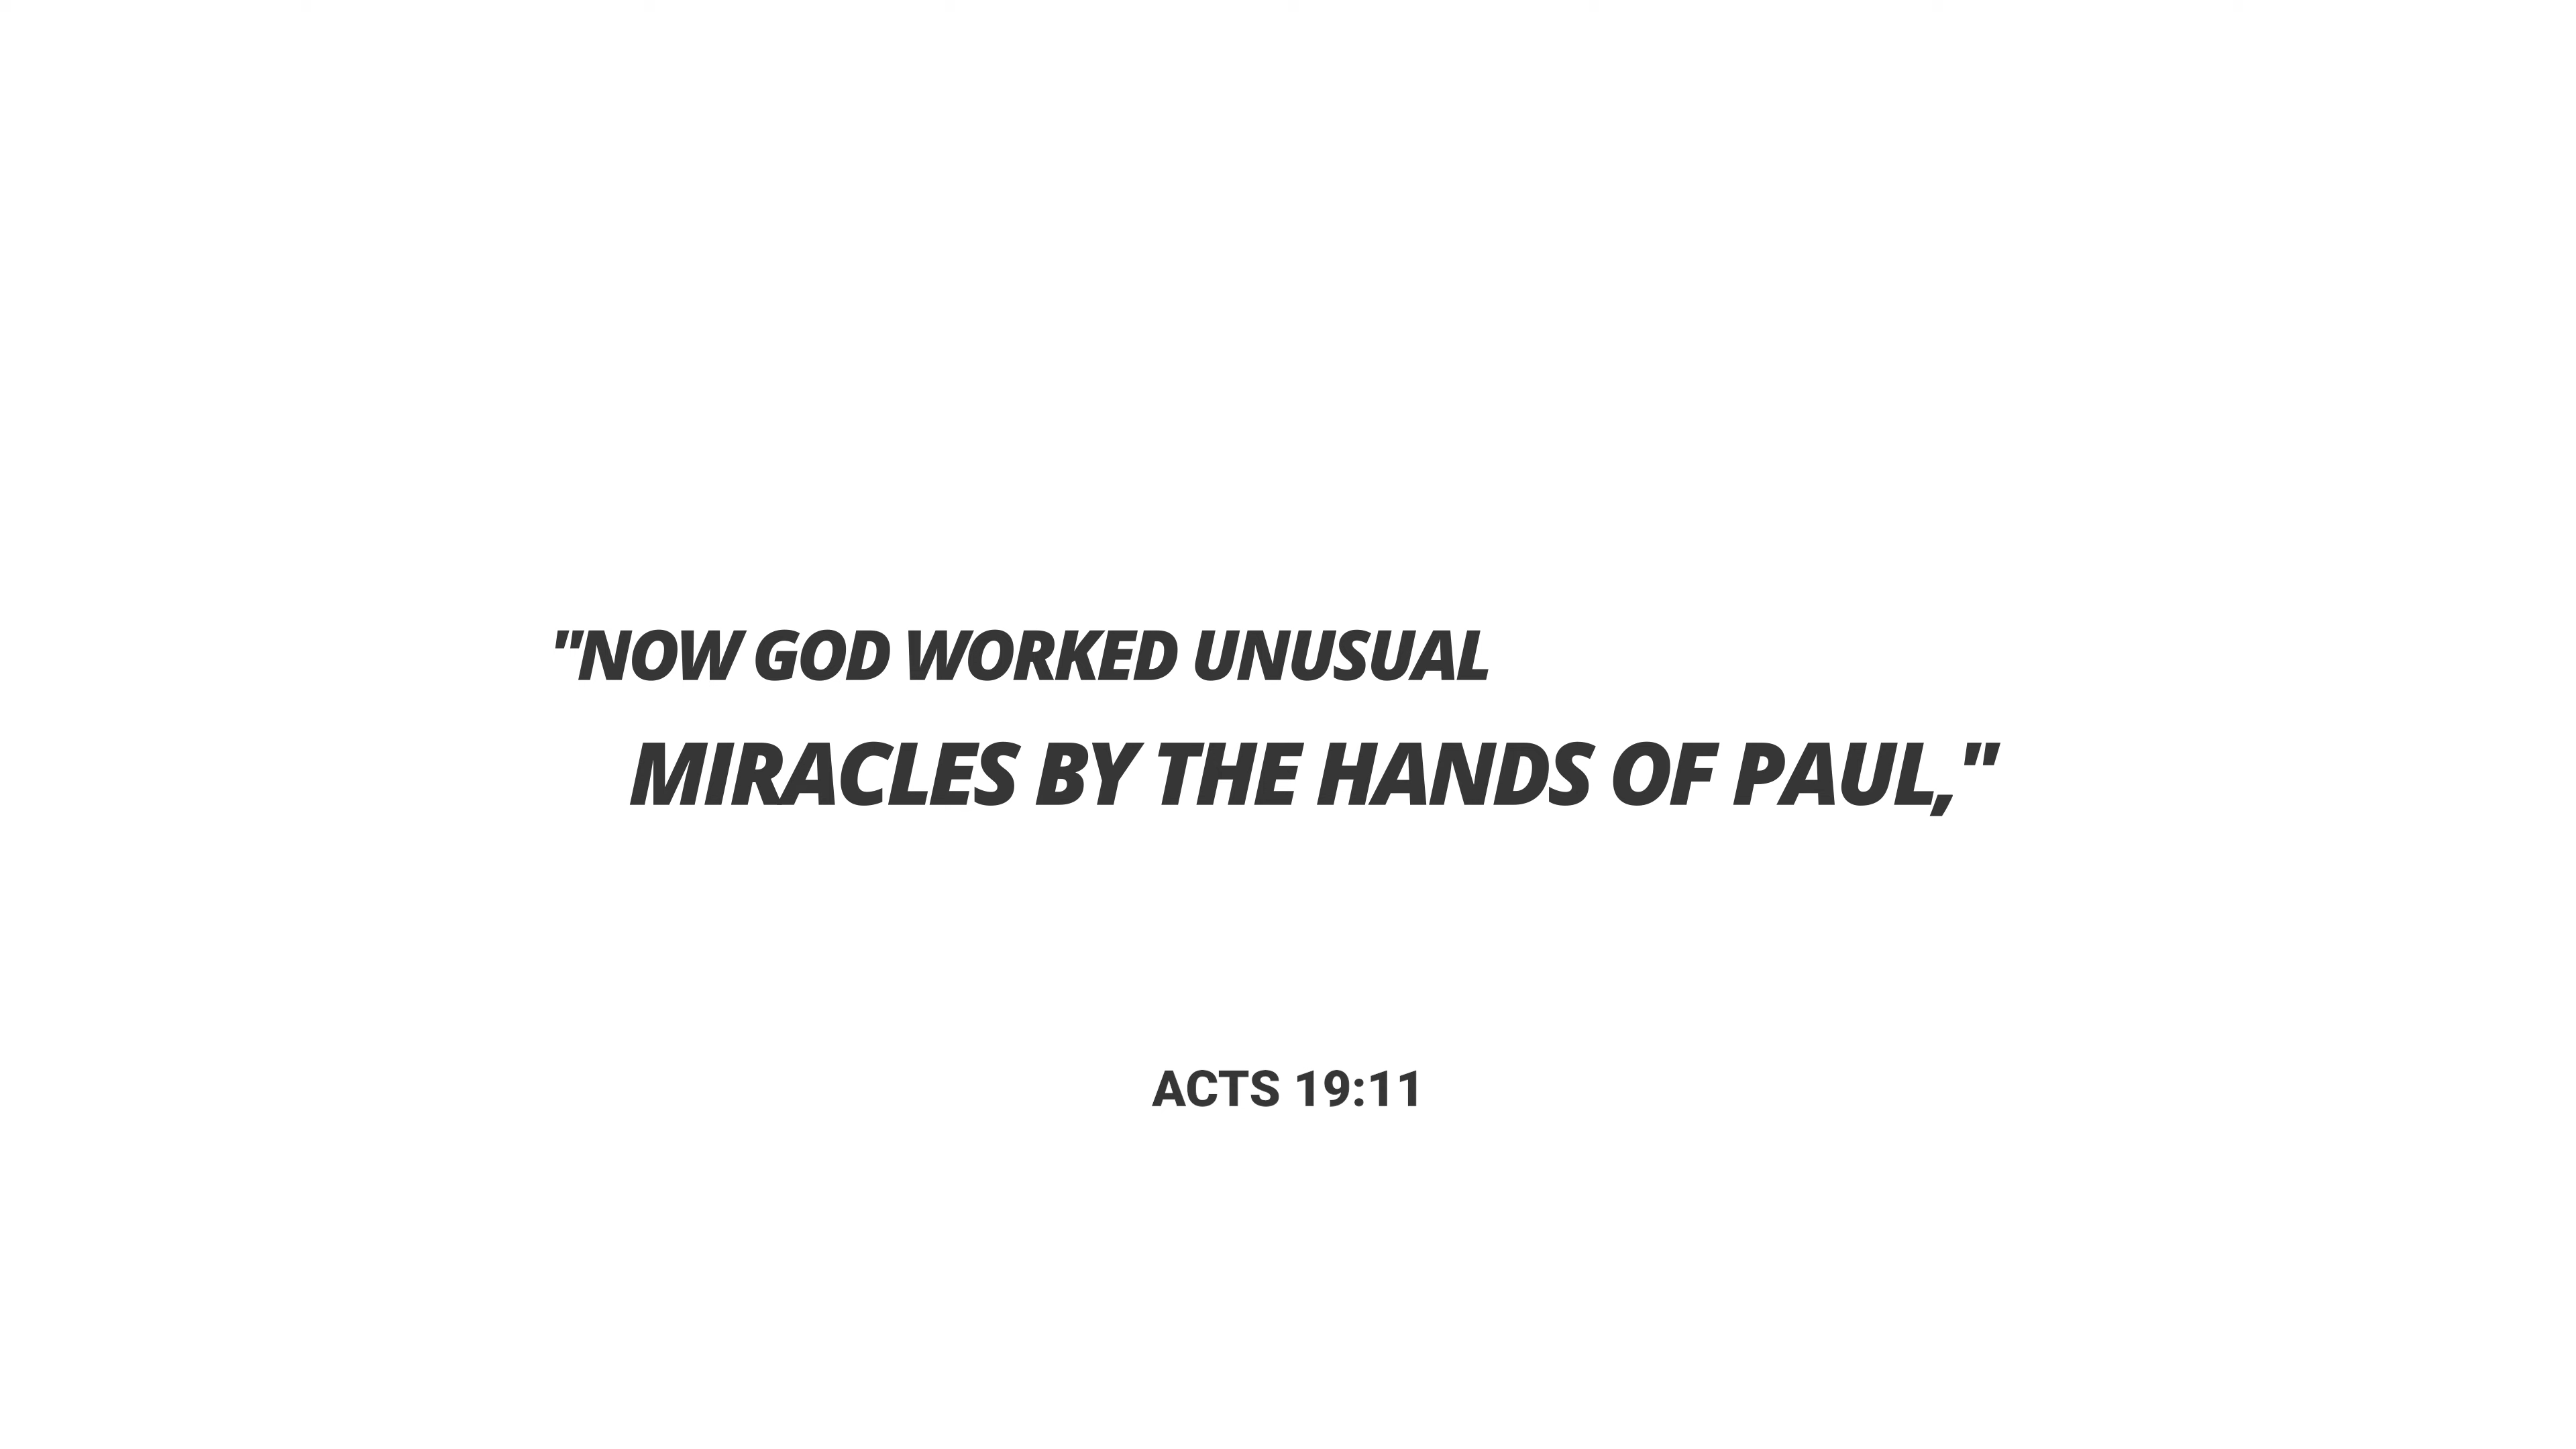 "NOW GOD WORKED UNUSUAL
MIRACLES BY THE HANDS OF PAUL,"
ACTS 19:11